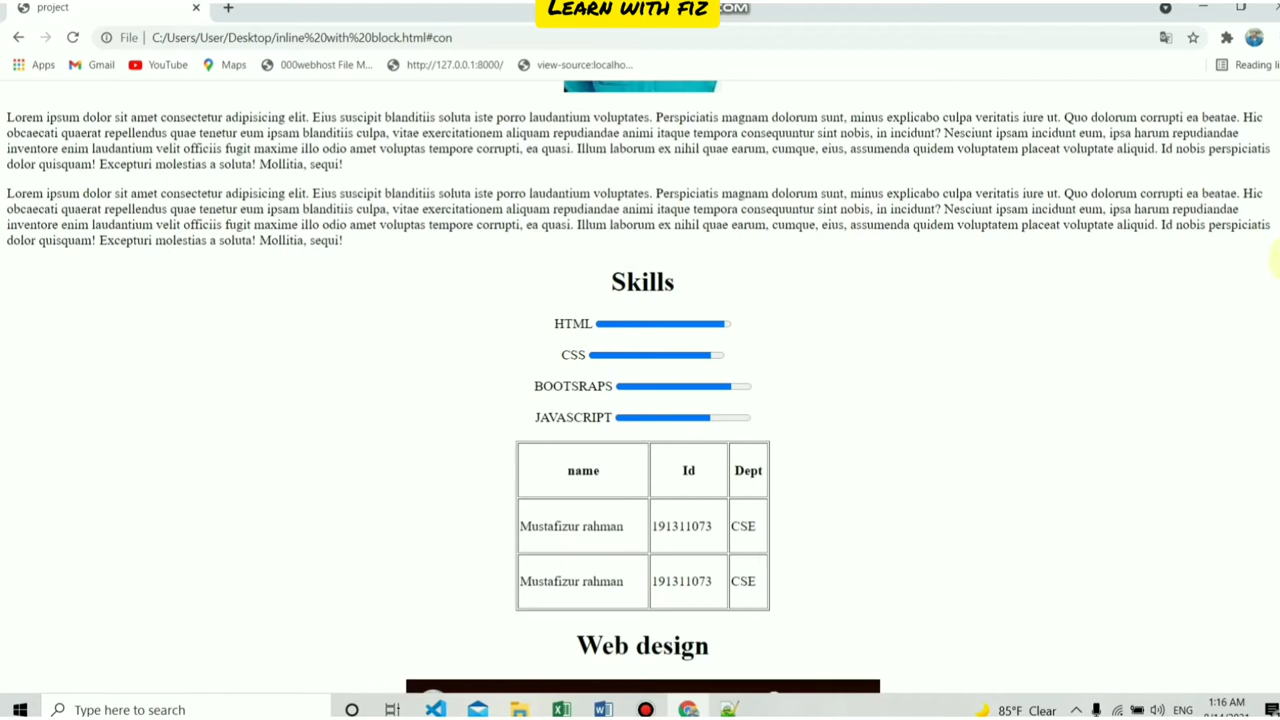 LEARN WITH FIZ
project
File
C:/Users/User/Desktop/inline%20with%20block.html#con
Apps
Gmail
YouTube
Maps
000webhost File M...
http://127.0.0.1:8000/
view-source:localho...
Reading li
Lorem ipsum dolor sit amet consectetur adipisicing elit. Eius suscipit blanditiis soluta iste porro laudantium voluptates. Perspiciatis magnam dolorum sunt, minus explicabo culpa veritatis iure ut. Quo dolorum corrupti ea beatae. Hic
obcaecati quaerat repellendus quae tenetur eum ipsam blanditiis culpa, vitae exercitationem aliquam repudiandae animi itaque tempora consequuntur sint nobis, in incidunt? Nesciunt ipsam incidunt eum, ipsa harum repudiandae
inventore enim laudantium velit officiis fugit maxime illo odio amet voluptas tempore corrupti, ea quasi. Illum laborum ex nihil quae earum, cumque, eius, assumenda quidem voluptatem placeat voluptate aliquid. Id nobis perspiciatis
dolor quisquam! Excepturi molestias a soluta! Mollitia, sequi!
Lorem ipsum dolor sit amet consectetur adipisicing elit. Eius suscipit blanditiis soluta iste porro laudantium voluptates. Perspiciatis magnam dolorum sunt, minus explicabo culpa veritatis iure ut. Quo dolorum corrupti ea beatae. Hic
obcaecati quaerat repellendus quae tenetur eum ipsam blanditiis culpa, vitae exercitationem aliquam repudiandae animi itaque tempora consequuntur sint nobis, in incidunt? Nesciunt ipsam incidunt eum, ipsa harum repudiandae
inventore enim laudantium velit officiis fugit maxime illo odio amet voluptas tempore corrupti, ea quasi. Illum laborum ex nihil quae earum, cumque, eius, assumenda quidem voluptatem placeat voluptate aliquid. Id nobis perspiciatis
dolor quisquam! Excepturi molestias a soluta! Mollitia, sequi!
Skills
HTML
CSS
BOOTSRAPS
JAVASCRIPT
name Id Dept
Mustafizur rahman 191311073 CSE
Mustafizur rahman 191311073 CSE
Web design
Type here to search
85°F Clear
ENG
1:16 AM